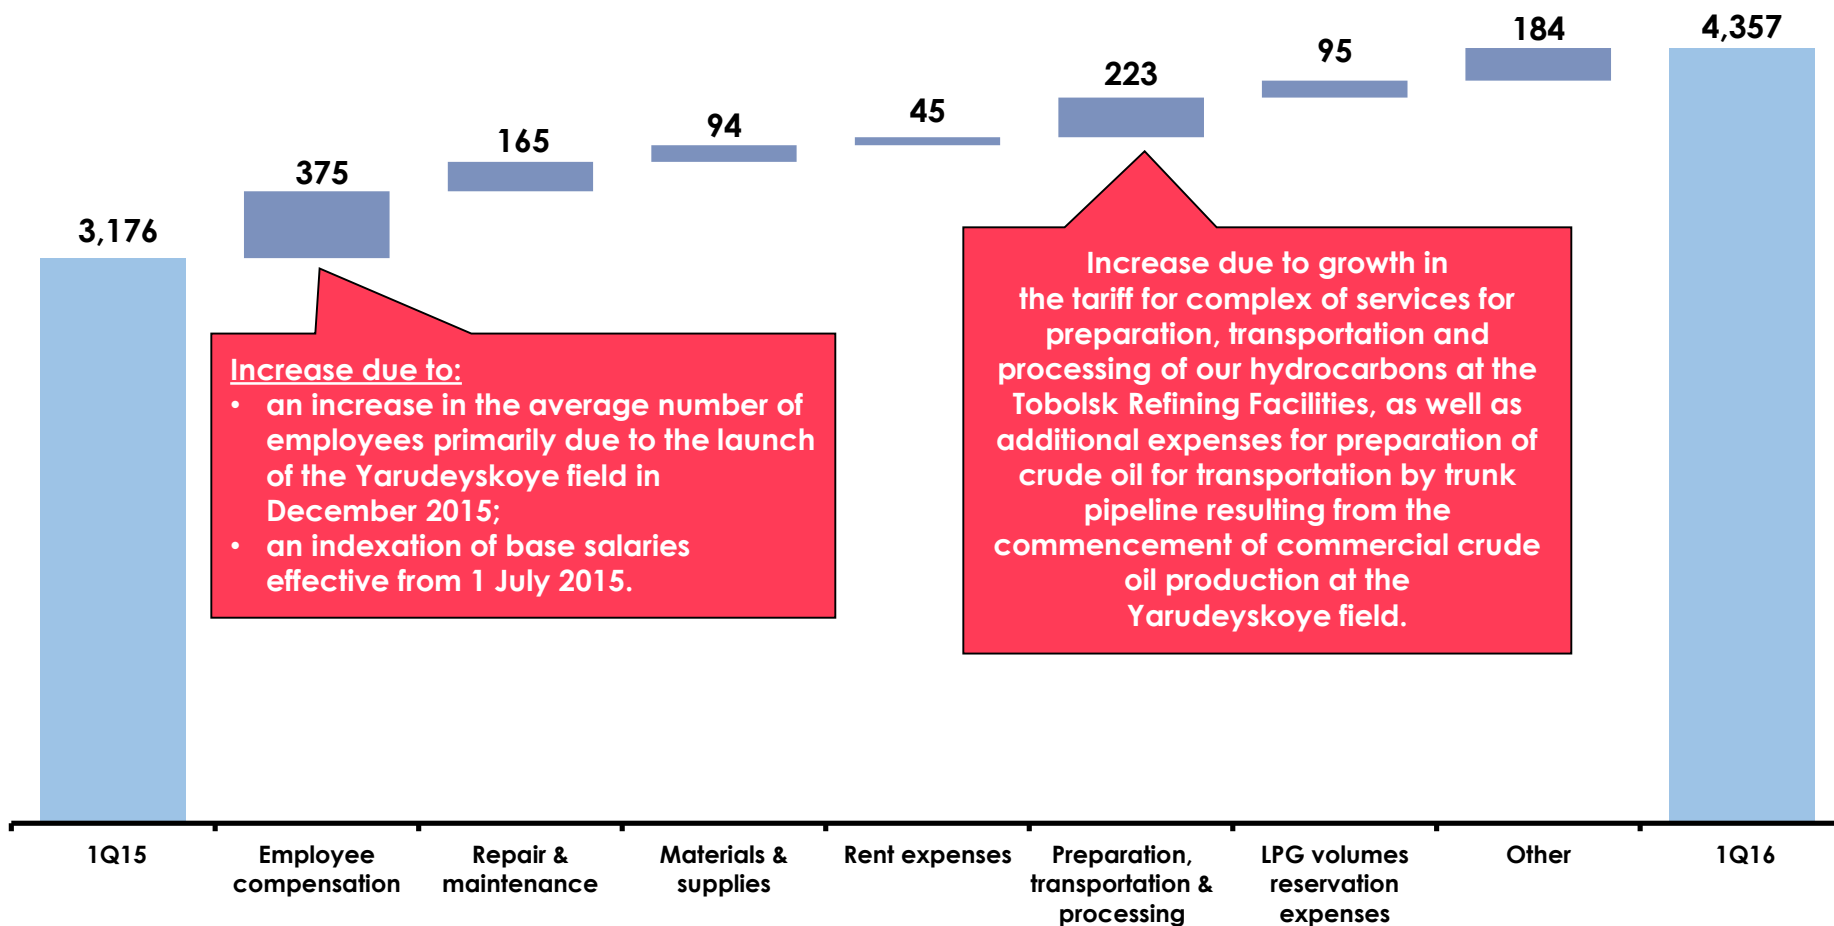 3,176
375
165
94
45
223
95
184
4,357
Increase due to:
• an increase in the average number of
employees primarily due to the launch
of the Yarudeyskoye field in
December 2015;
• an indexation of base salaries
effective from 1 July 2015.
Increase due to growth in
the tariff for complex of services for
preparation, transportation and
processing of our hydrocarbons at the
Tobolsk Refining Facilities, as well as
additional expenses for preparation of
crude oil for transportation by trunk
pipeline resulting from the
commencement of commercial crude
oil production at the
Yarudeyskoye field.
1Q15
Employee
compensation
Repair &
maintenance
Materials &
supplies
Rent expenses
Preparation,
transportation &
processing
LPG volumes
reservation
expenses
Other
1Q16